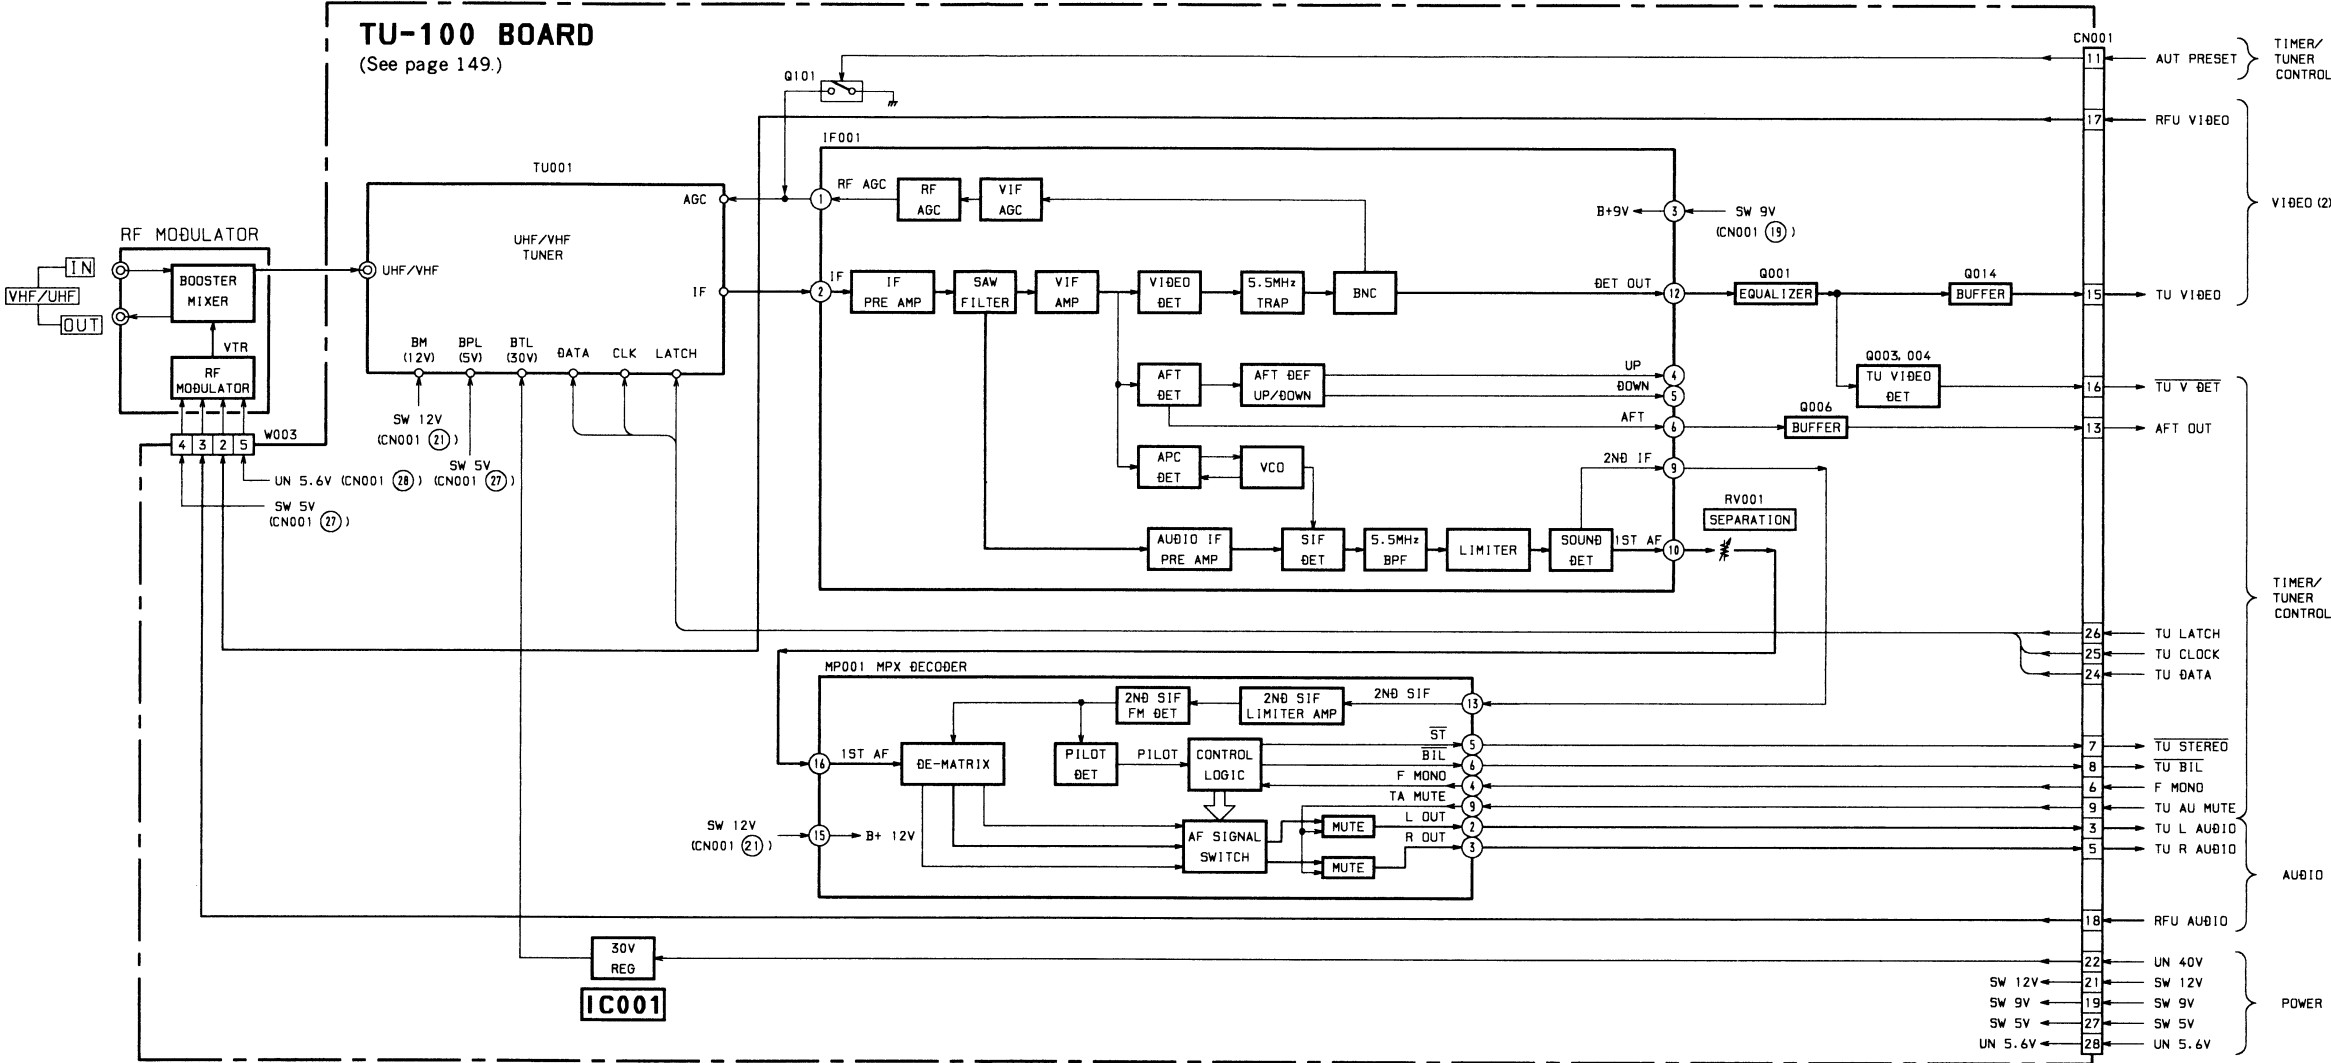 TU-100 BOARD
(See page 149.)
CN001
11
AUT PRESET
TIMER/
TUNER
CONTROL
Q101
17
RFU VIDEO
VIDEO (2)
IF001
TU001
AGC
1
RF AGC
RF
AGC
VIF
AGC
B+9V
3
SW 9V
(CN001 19)
RF MODULATOR
IN
VHF/UHF
OUT
BOOSTER
MIXER
VTR
RF
MODULATOR
UHF/VHF
UHF/VHF
TUNER
IF
2
IF
IF
PRE AMP
SAW
FILTER
VIF
AMP
VIDEO
DET
5.5MHz
TRAP
BNC
DET OUT
12
Q001
EQUALIZER
Q014
BUFFER
15
TU VIDEO
BM
(12V)
BPL
(5V)
BTL
(30V)
DATA
CLK
LATCH
SW 12V
(CN001 21)
SW 5V
(CN001 27)
AFT
DET
AFT DEF
UP/DOWN
UP
4
DOWN
5
AFT
6
Q003, 004
TU VIDEO
DET
16
TU V DET
Q006
BUFFER
13
AFT OUT
4 3 2 5
W003
UN 5.6V (CN001 28)
SW 5V
(CN001 27)
APC
DET
VCO
2ND IF
9
RV001
SEPARATION
AUDIO IF
PRE AMP
SIF
DET
5.5MHz
BPF
LIMITER
SOUND
DET
1ST AF
10
TIMER/
TUNER
CONTROL
26
TU LATCH
25
TU CLOCK
24
TU DATA
MP001 MPX DECODER
2ND SIF
FM DET
2ND SIF
LIMITER AMP
2ND SIF
13
16
1ST AF
DE-MATRIX
PILOT
DET
PILOT
CONTROL
LOGIC
ST
5
7
TU STEREO
BIL
6
8
TU BIL
F MONO
4
6
F MONO
TA MUTE
9
9
TU AU MUTE
SW 12V
(CN001 21)
15
B+ 12V
AF SIGNAL
SWITCH
MUTE
L OUT
2
3
TU L AUDIO
MUTE
R OUT
3
5
TU R AUDIO
AUDIO
18
RFU AUDIO
30V
REG
IC001
22
UN 40V
SW 12V
21
SW 12V
SW 9V
19
SW 9V
SW 5V
27
SW 5V
UN 5.6V
28
UN 5.6V
POWER